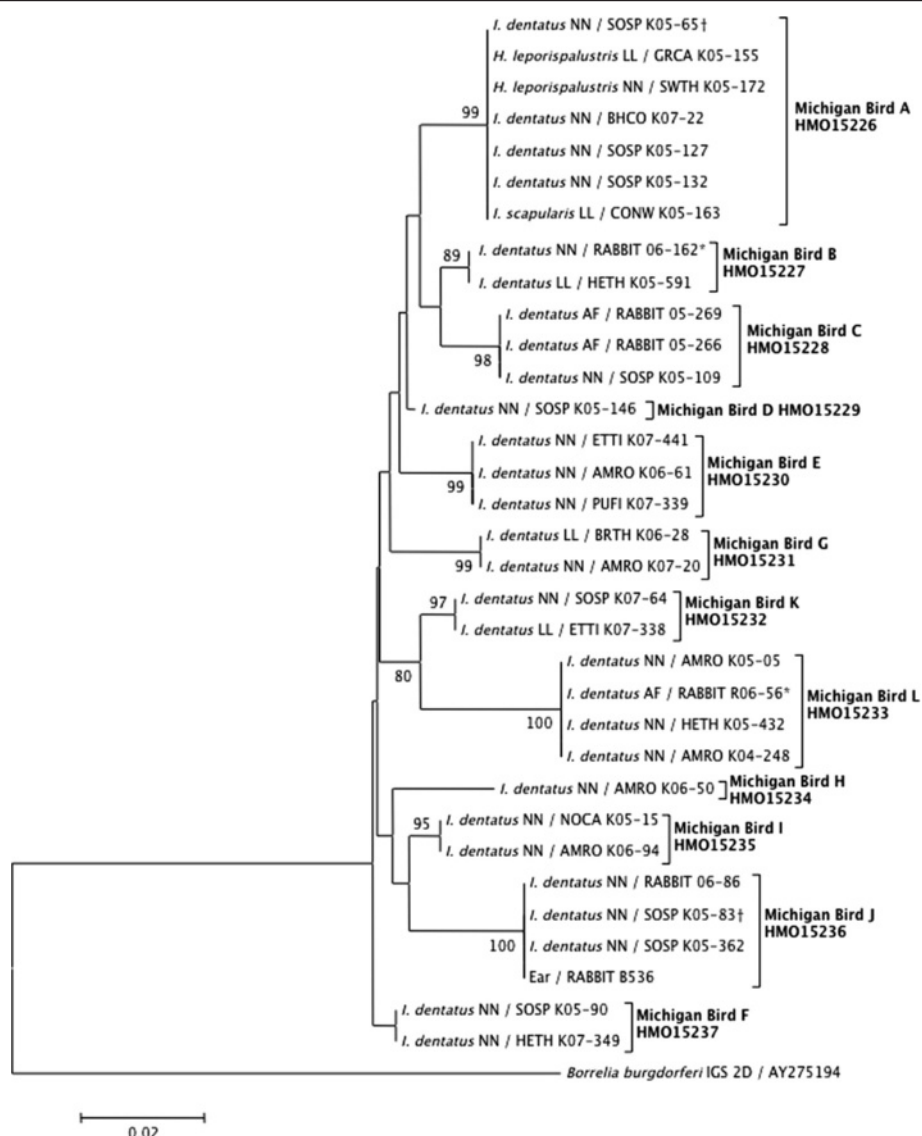 I. dentatus NN / SOSP K05-65†
H. leporispalustris LL / GRCA K05-155
H. leporispalustris NN / SWTH K05-172
I. dentatus NN / BHCO K07-22
I. dentatus NN / SOSP K05-127
I. dentatus NN / SOSP K05-132
I. scapularis LL / CONW K05-163
99
Michigan Bird A
HMO15226
I. dentatus NN / RABBIT 06-162*
I. dentatus LL / HETH K05-591
89
Michigan Bird B
HMO15227
I. dentatus AF / RABBIT 05-269
I. dentatus AF / RABBIT 05-266
I. dentatus NN / SOSP K05-109
98
Michigan Bird C
HMO15228
I. dentatus NN / SOSP K05-146
Michigan Bird D HMO15229
I. dentatus NN / ETTI K07-441
I. dentatus NN / AMRO K06-61
I. dentatus NN / PUFI K07-339
99
Michigan Bird E
HMO15230
I. dentatus LL / BRTH K06-28
I. dentatus NN / AMRO K07-20
99
Michigan Bird G
HMO15231
I. dentatus NN / SOSP K07-64
I. dentatus LL / ETTI K07-338
97
Michigan Bird K
HMO15232
80
I. dentatus NN / AMRO K05-05
I. dentatus AF / RABBIT R06-56*
I. dentatus NN / HETH K05-432
I. dentatus NN / AMRO K04-248
100
Michigan Bird L
HMO15233
I. dentatus NN / AMRO K06-50
Michigan Bird H
HMO15234
I. dentatus NN / NOCA K05-15
I. dentatus NN / AMRO K06-94
95
Michigan Bird I
HMO15235
I. dentatus NN / RABBIT 06-86
I. dentatus NN / SOSP K05-83†
I. dentatus NN / SOSP K05-362
Ear / RABBIT B536
100
Michigan Bird J
HMO15236
I. dentatus NN / SOSP K05-90
I. dentatus NN / HETH K07-349
Michigan Bird F
HMO15237
Borrelia burgdorferi IGS 2D / AY275194
0.02